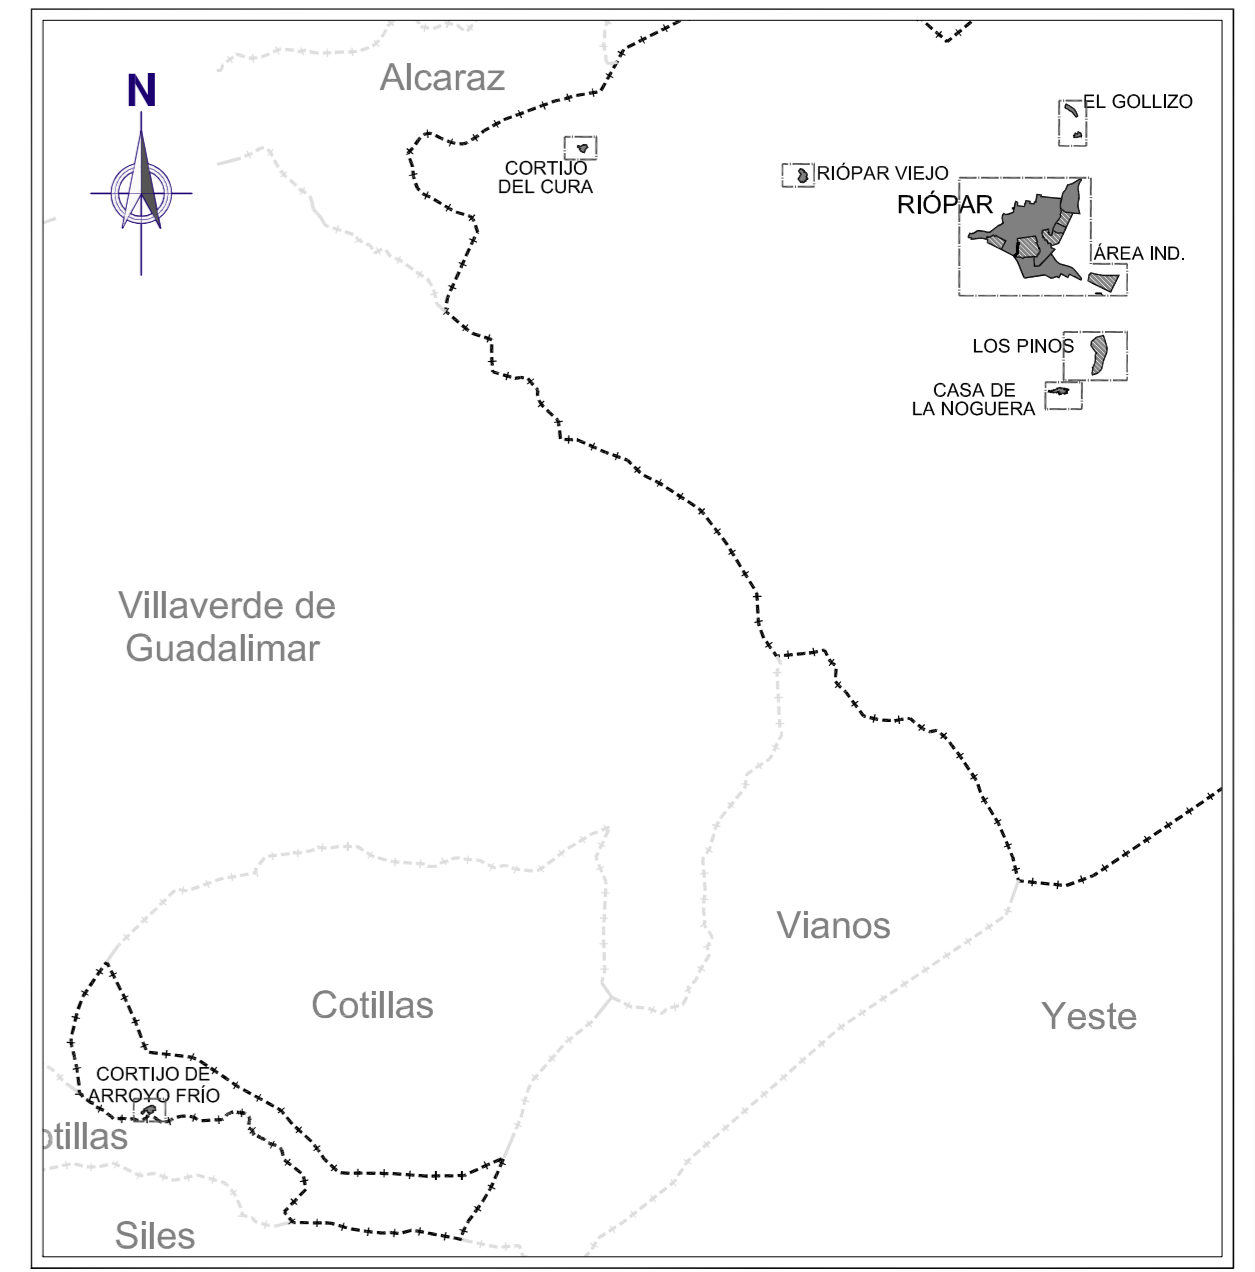 Alcaraz
N
EL GOLLIZO
CORTIJO
DEL CURA
RIÓPAR VIEJO
RIÓPAR
ÁREA IND.
LOS PINOS
CASA DE
LA NOGUERA
Villaverde de
Guadalimar
Vianos
Cotillas
Yeste
CORTIJO DE
ARROYO FRÍO
otillas
Siles